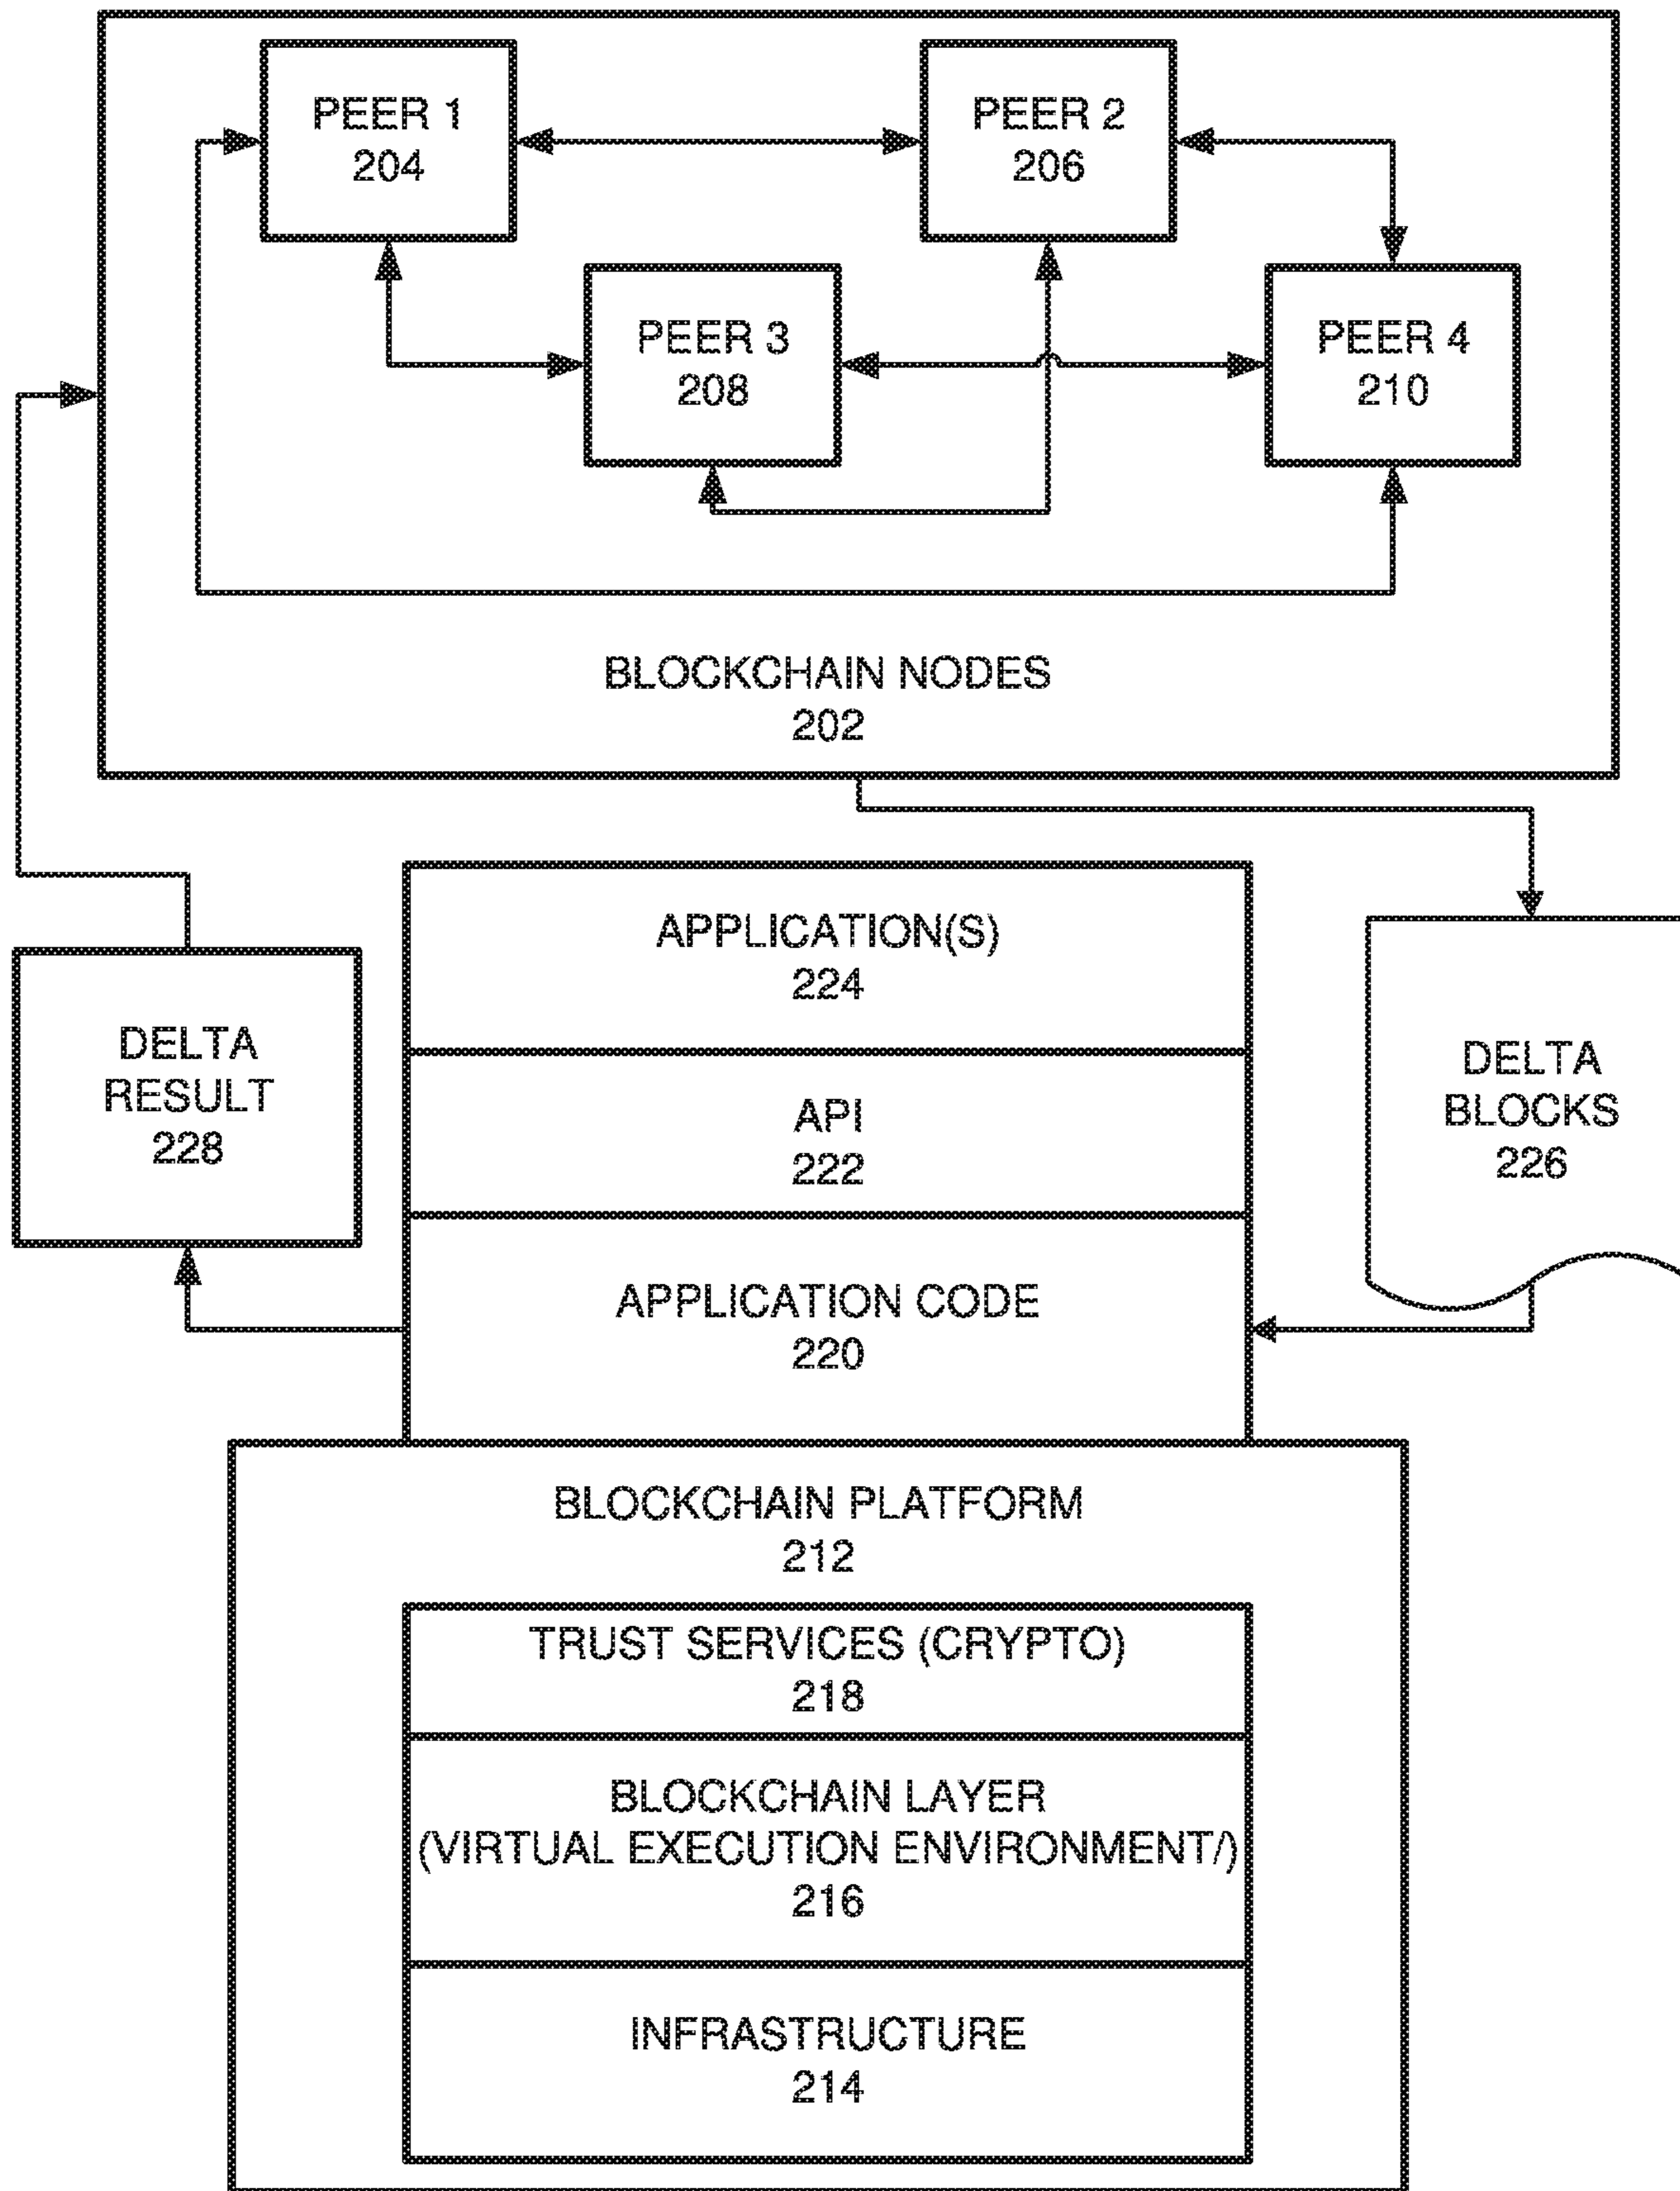 PEER 1
204
PEER 2
206
PEER 3
208
PEER 4
210
BLOCKCHAIN NODES
202
APPLICATION(S)
224
API
222
APPLICATION CODE
220
DELTA
RESULT
228
DELTA
BLOCKS
226
BLOCKCHAIN PLATFORM
212
TRUST SERVICES (CRYPTO)
218
BLOCKCHAIN LAYER
(VIRTUAL EXECUTION ENVIRONMENT/)
216
INFRASTRUCTURE
214